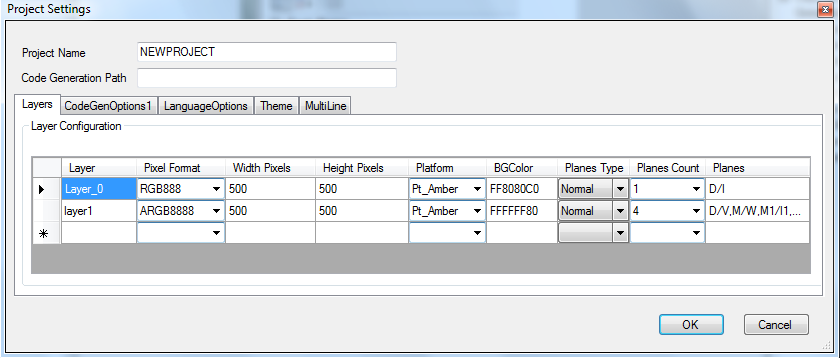 Project Settings
Project Name NEWPROJECT
Code Generation Path
Layers CodeGenOptions1 LanguageOptions Theme MultiLine
Layer Configuration
Layer Pixel Format Width Pixels Height Pixels Platform BGColor Planes Type Planes Count Planes
Layer_0 RGB888 500 500 Pt_Amber FF8080C0 Normal 1 D/I
layer1 ARGB8888 500 500 Pt_Amber FFFFFF80 Normal 4 D/V,M/W,M1/I1,...
OK Cancel